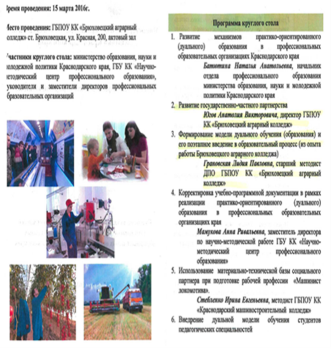 Время проведения: 15 марта 2016г.
Место проведения: ГБПОУ КК «Брюховецкий аграрный
колледж» ст. Брюховецкая, ул. Красная, 200, актовый зал
Участники круглого стола: министерство образования, науки и
молодежной политики Краснодарского края, ГБУ КК «Научно-
методический центр профессионального образования»,
руководители и заместители директоров профессиональных
образовательных организаций
Программа круглого стола
1. Развитие механизмов практико-ориентированного
(дуального) образования в профессиональных
образовательных организациях Краснодарского края
Наталья Анатольевна, начальник
отдела профессионального образования
министерства образования, науки и молодежной
политики Краснодарского края
2. Развитие государственно-частного партнерства
Юлин Анатолий Викторович, директор ГБПОУ
КК «Брюховецкий аграрный колледж»
3. Формирование модели дуального обучения (образования) и
его поэтапное введение в образовательный процесс (из опыта
работы Брюховецкого аграрного колледжа)
Грановская Лидия Павловна, старший методист
ДПО ГБПОУ КК «Брюховецкий аграрный
колледж»
4. Корректировка учебно-программной документации в рамках
реализации практико-ориентированного (дуального)
образования в профессиональных образовательных
организациях края
Анна Равильевна, заместитель директора
по научно-методической работе ГБУ КК «Научно-
методический центр профессионального
образования»
5. Использование материально-технической базы социального
партнера при подготовке рабочей профессии «Машинист
локомотива».
Ирина Евгеньевна, методист ГБПОУ КК
«Краснодарский машиностроительный колледж»
6. Внедрение дуальной модели обучения студентов
педагогических специальностей